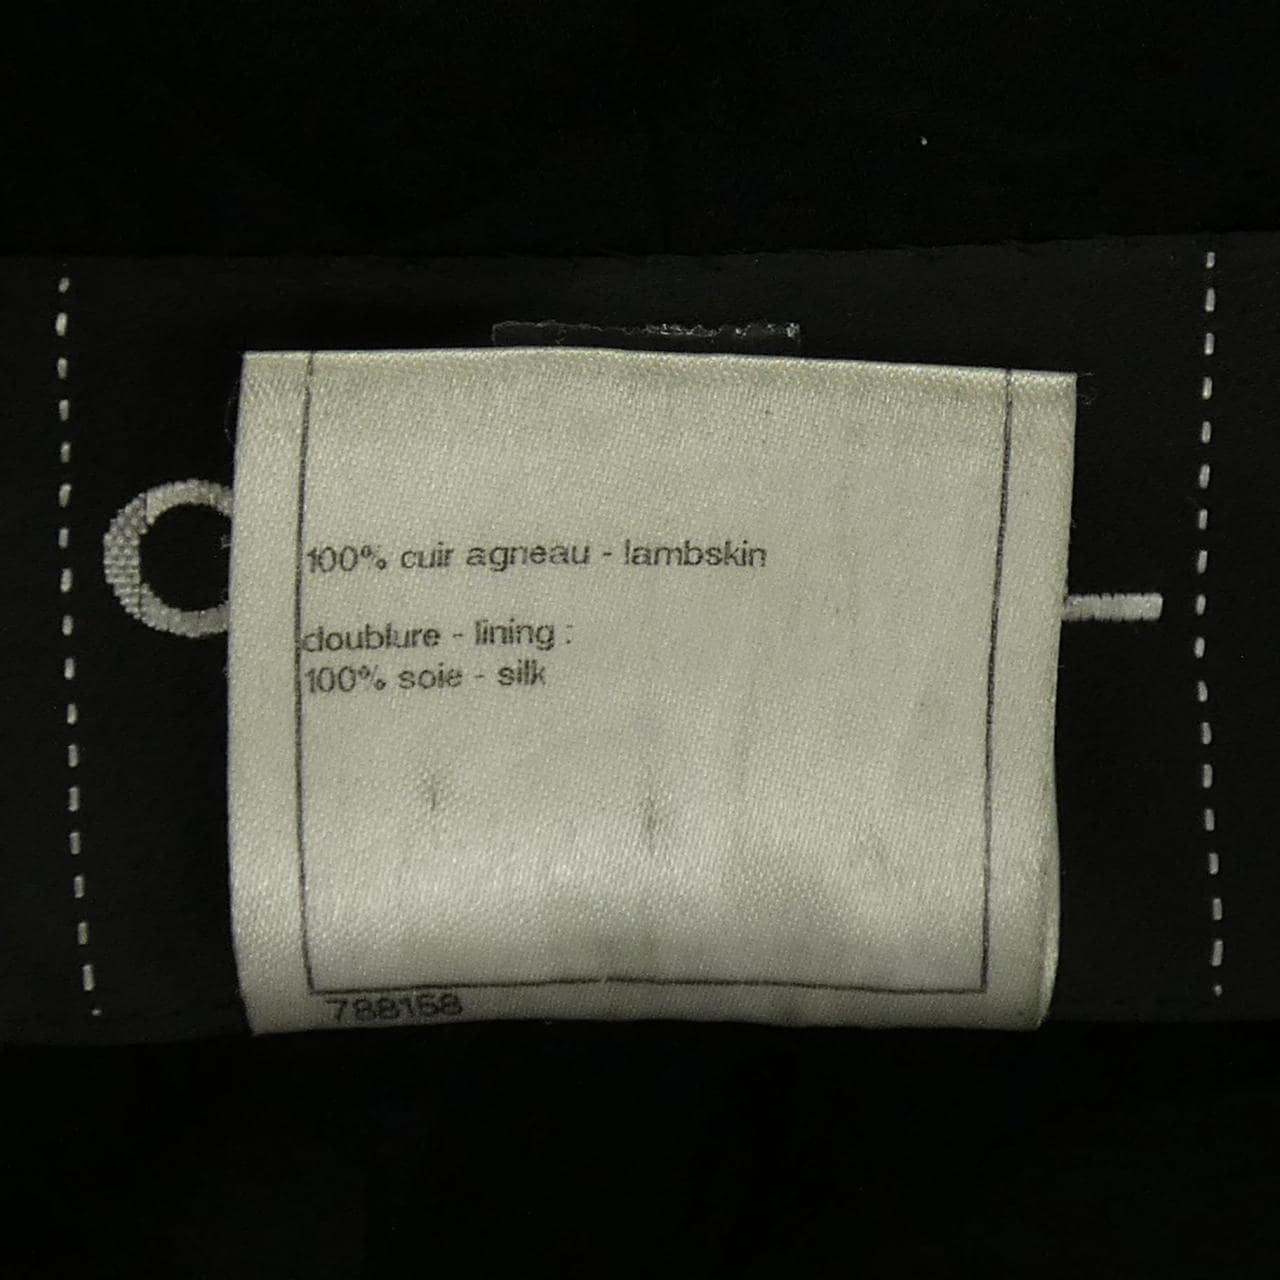 100% cuir agneau - lambskin
doublure - lining :
100% soie - silk
788158
C